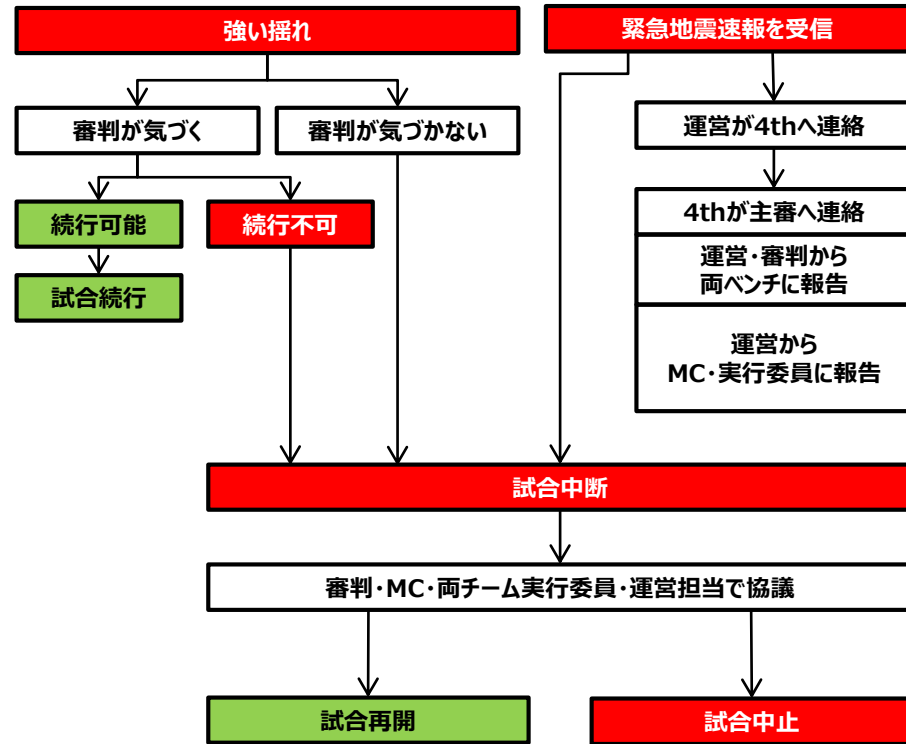 強い揺れ
緊急地震速報を受信
審判が気づく
審判が気づかない
運営が4thへ連絡
続行可能
続行不可
4thが主審へ連絡
運営・審判から
両ベンチに報告
試合続行
運営から
MC・実行委員に報告
試合中断
審判・MC・両チーム実行委員・運営担当で協議
試合再開
試合中止